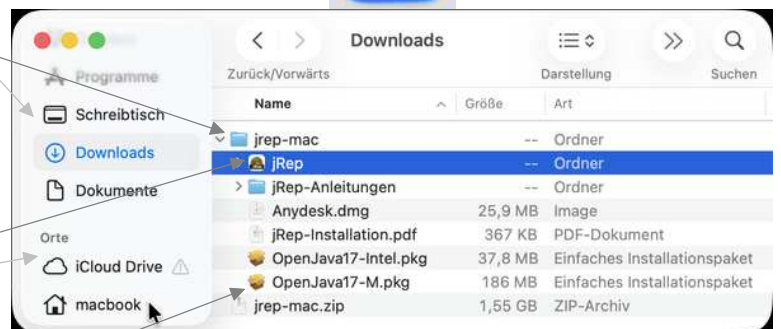 Downloads
Zurück/Vorwärts Darstellung Suchen
Programme
Schreibtisch
Downloads
Dokumente
Orte
iCloud Drive
macbook
Name Größe Art
jrep-mac -- Ordner
jRep -- Ordner
jRep-Anleitungen -- Ordner
Anydesk.dmg 25,9 MB Image
jRep-Installation.pdf 367 KB PDF-Dokument
OpenJava17-Intel.pkg 37,8 MB Einfaches Installationspaket
OpenJava17-M.pkg 186 MB Einfaches Installationspaket
jrep-mac.zip 1,55 GB ZIP-Archiv